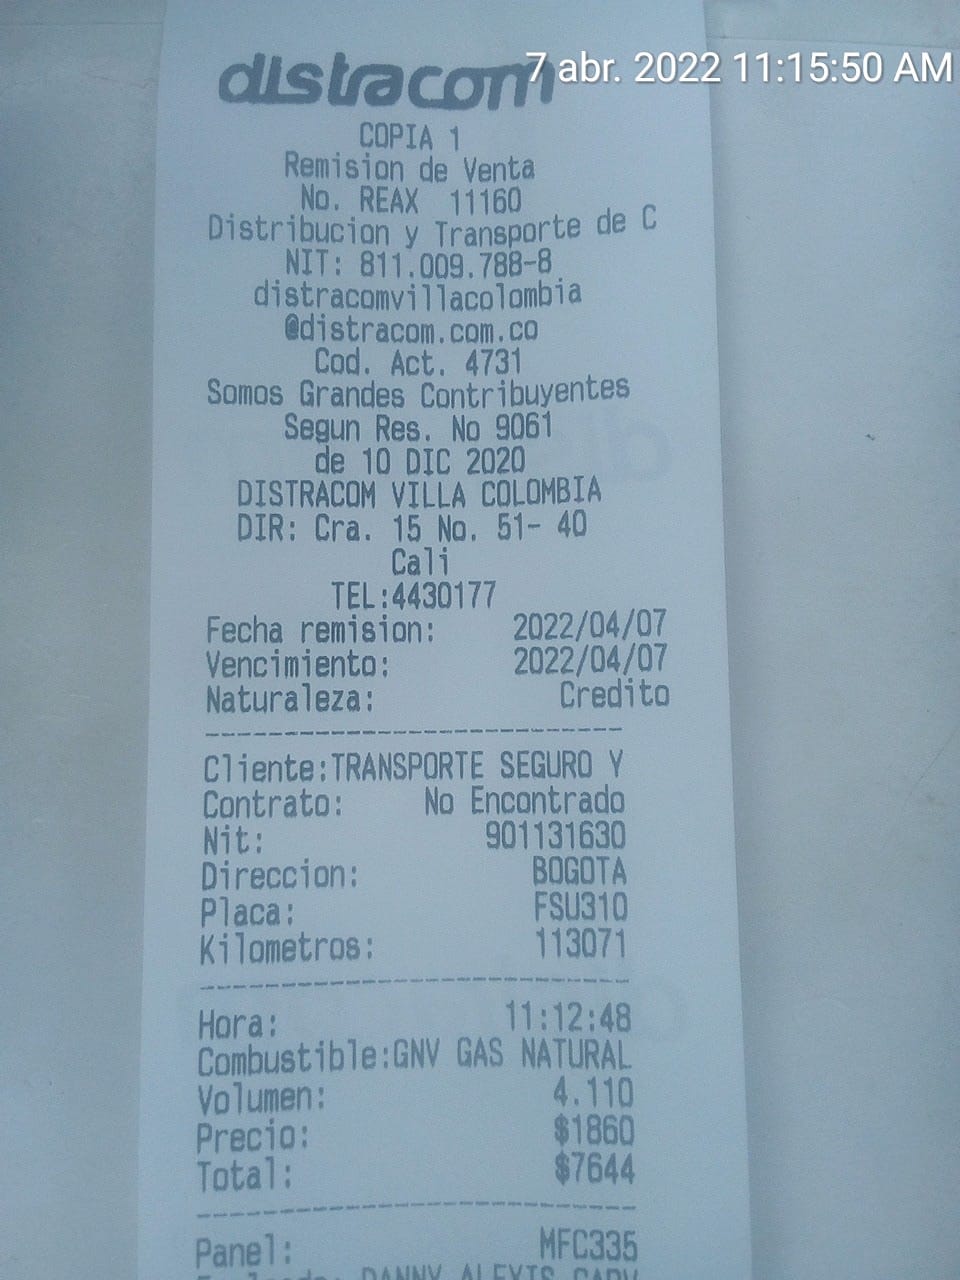 distracom
7 abr. 2022 11:15:50 AM
COPIA 1
Remision de Venta
No. REAX 11160
Distribucion y Transporte de C
NIT: 811.009.788-8
distracomvillacolombia
@distracom.com.co
Cod. Act. 4731
Somos Grandes Contribuyentes
Segun Res. No 9061
de 10 DIC 2020
DISTRACOM VILLA COLOMBIA
DIR: Cra. 15 No. 51- 40
Cali
TEL:4430177
Fecha remision: 2022/04/07
Vencimiento: 2022/04/07
Naturaleza: Credito
Cliente:TRANSPORTE SEGURO Y
Contrato: No Encontrado
Nit: 901131630
Direccion: BOGOTA
Placa: FSU310
Kilometros: 113071
Hora: 11:12:48
Combustible:GNV GAS NATURAL
Volumen: 4.110
Precio: $1860
Total: $7644
Panel: MFC335
DANNY ALEXIS